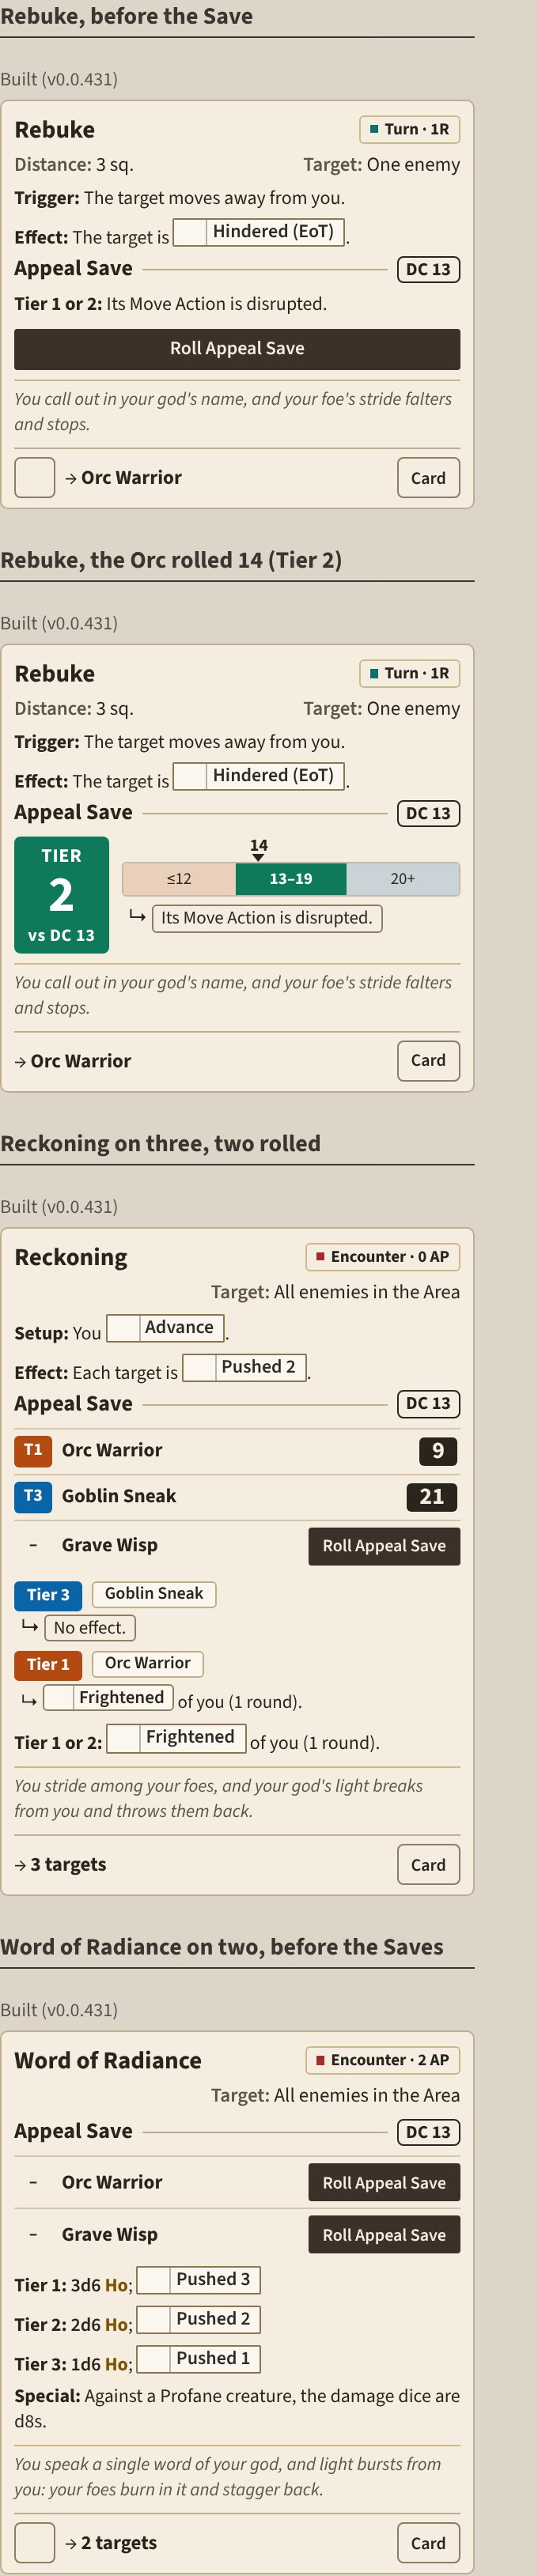 Rebuke, before the Save
Built (v0.0.431)
Rebuke
Turn · 1R
Distance: 3 sq.
Target: One enemy
Trigger: The target moves away from you.
Effect: The target is Hindered (EoT).
Appeal Save
DC 13
Tier 1 or 2: Its Move Action is disrupted.
Roll Appeal Save
You call out in your god's name, and your foe's stride falters
and stops.
→ Orc Warrior
Card
Rebuke, the Orc rolled 14 (Tier 2)
Built (v0.0.431)
Rebuke
Turn · 1R
Distance: 3 sq.
Target: One enemy
Trigger: The target moves away from you.
Effect: The target is Hindered (EoT).
Appeal Save
DC 13
TIER
2
vs DC 13
14
≤12
13–19
20+
↳ Its Move Action is disrupted.
You call out in your god's name, and your foe's stride falters
and stops.
→ Orc Warrior
Card
Reckoning on three, two rolled
Built (v0.0.431)
Reckoning
Encounter · 0 AP
Target: All enemies in the Area
Setup: You Advance.
Effect: Each target is Pushed 2.
Appeal Save
DC 13
T1 Orc Warrior 9
T3 Goblin Sneak 21
– Grave Wisp Roll Appeal Save
Tier 3 Goblin Sneak
↳ No effect.
Tier 1 Orc Warrior
↳ Frightened of you (1 round).
Tier 1 or 2: Frightened of you (1 round).
You stride among your foes, and your god's light breaks
from you and throws them back.
→ 3 targets
Card
Word of Radiance on two, before the Saves
Built (v0.0.431)
Word of Radiance
Encounter · 2 AP
Target: All enemies in the Area
Appeal Save
DC 13
– Orc Warrior Roll Appeal Save
– Grave Wisp Roll Appeal Save
Tier 1: 3d6 Ho; Pushed 3
Tier 2: 2d6 Ho; Pushed 2
Tier 3: 1d6 Ho; Pushed 1
Special: Against a Profane creature, the damage dice are
d8s.
You speak a single word of your god, and light bursts from
you: your foes burn in it and stagger back.
→ 2 targets
Card